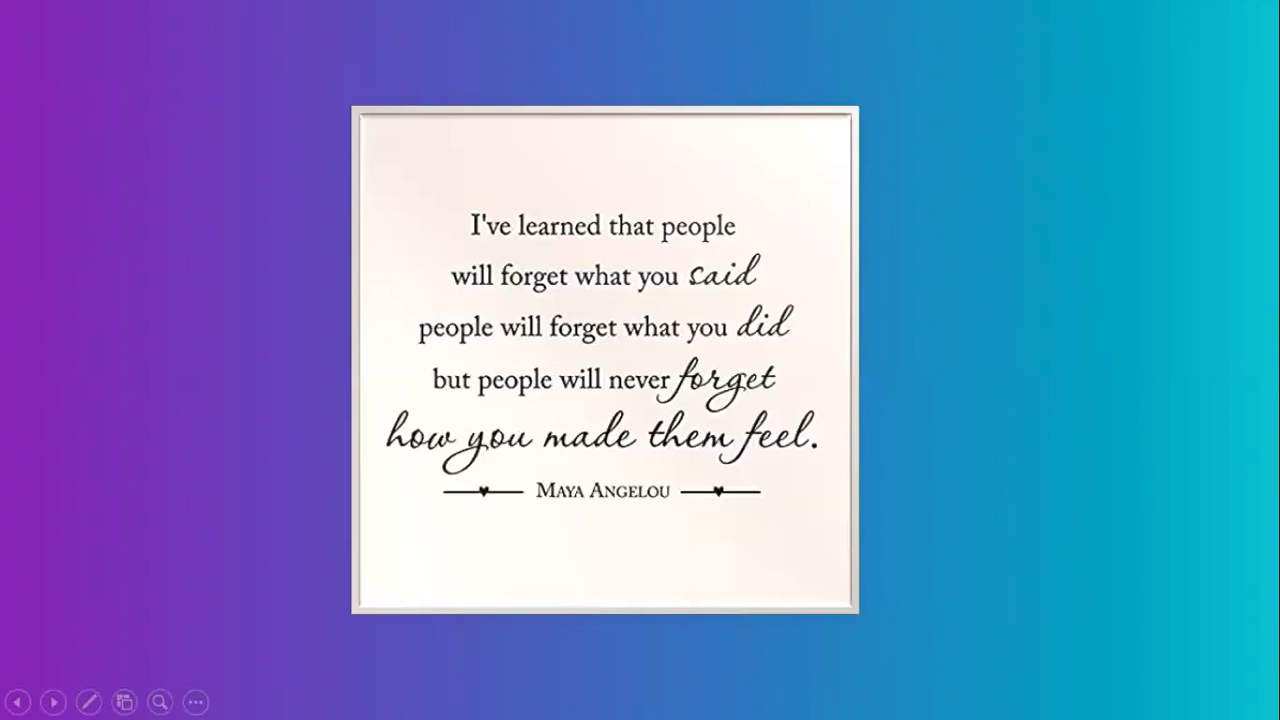 I've learned that people
will forget what you said
people will forget what you did
but people will never forget
how you made them feel.
MAYA ANGELOU